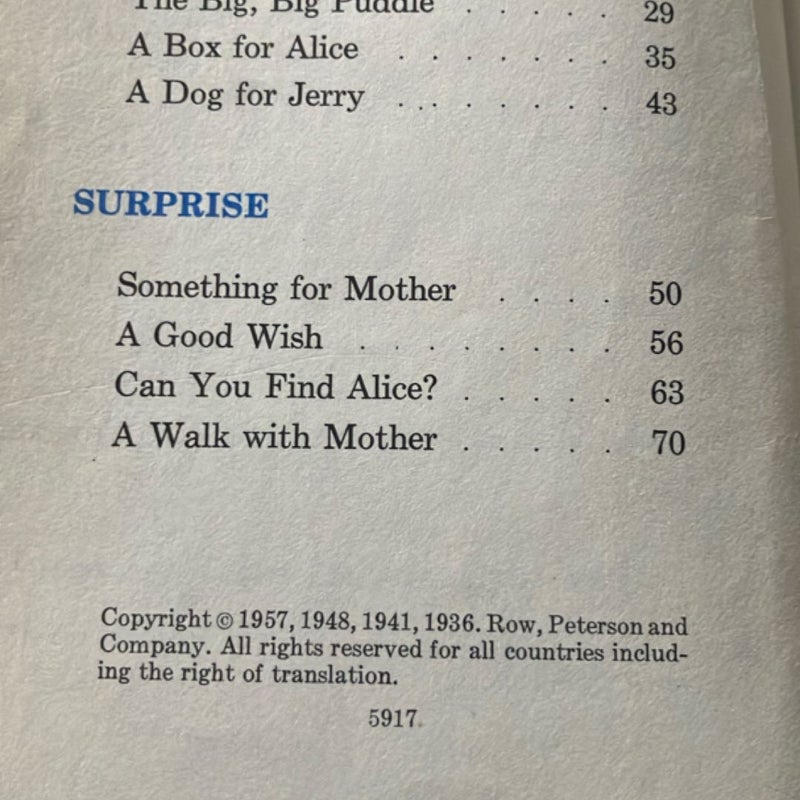 The Big, Big Puddle . . . . . 29
A Box for Alice . . . . . . . 35
A Dog for Jerry . . . . . . . . 43
SURPRISE
Something for Mother . . . . 50
A Good Wish . . . . . . . . 56
Can You Find Alice? . . . . . 63
A Walk with Mother . . . . . 70
Copyright © 1957, 1948, 1941, 1936. Row, Peterson and
Company. All rights reserved for all countries includ-
ing the right of translation.
5917